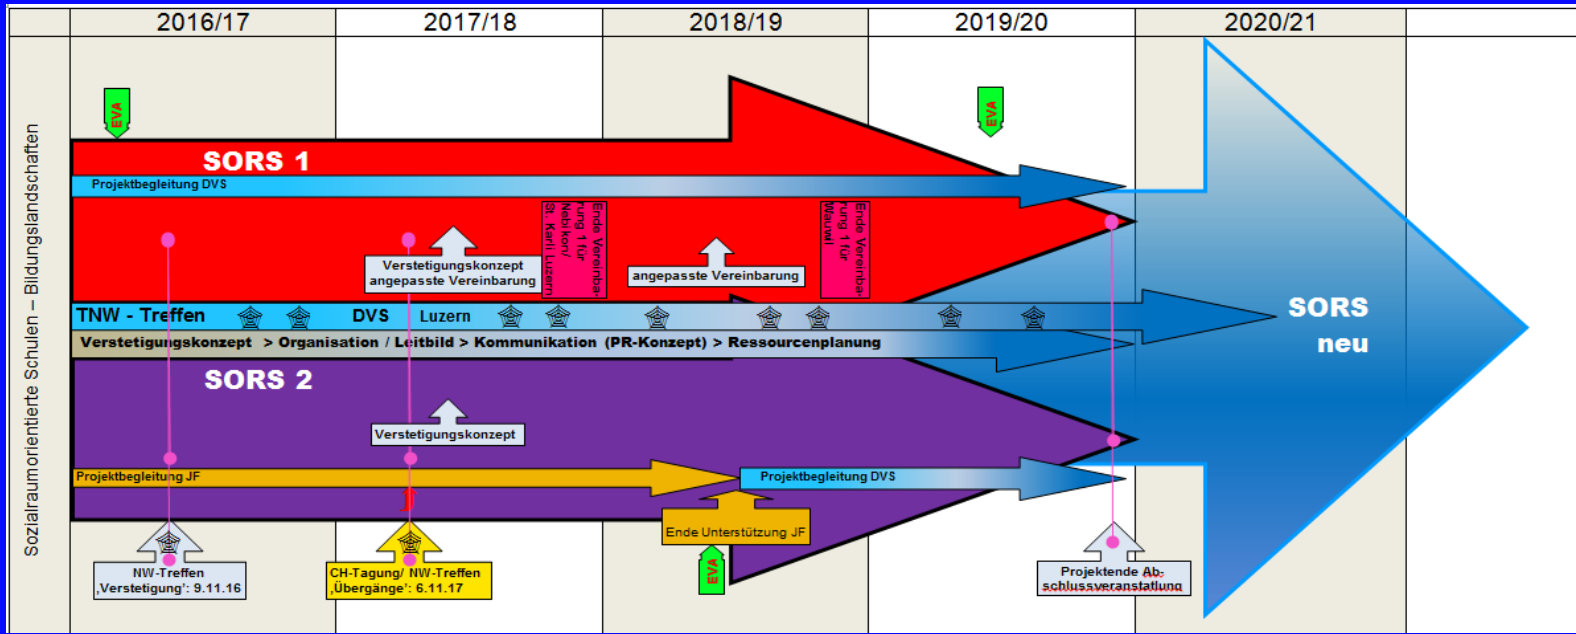 2016/17
2017/18
2018/19
2019/20
2020/21
Sozialraumorientierte Schulen – Bildungslandschaften
EVA
EVA
SORS 1
Projektbegleitung DVS
Verstetigungskonzept
angepasste Vereinbarung
Ende Vereinba-
rung 1 für
Nebikon/
St. Karli Luzern
angepasste Vereinbarung
Ende Vereinba-
rung 1 für
Wauwil
TNW - Treffen
DVS
Luzern
SORS
neu
Verstetigungskonzept > Organisation / Leitbild > Kommunikation (PR-Konzept) > Ressourcenplanung
SORS 2
Verstetigungskonzept
Projektbegleitung JF
Projektbegleitung DVS
Ende Unterstützung JF
EVA
NW-Treffen
‚Verstetigung': 9.11.16
CH-Tagung/ NW-Treffen
‚Übergänge': 6.11.17
Projektende Ab-
schlussveranstatlung